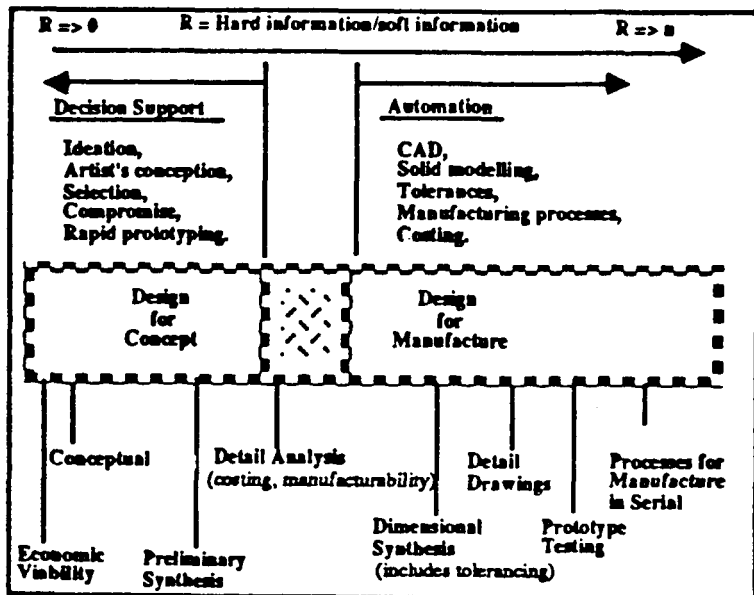 R => 0
R = Hard information/soft information
R => n
Decision Support
Ideation,
Artist's conception,
Selection,
Compromise,
Rapid prototyping.
Automation
CAD,
Solid modelling,
Tolerances,
Manufacturing processes,
Costing.
Design
for
Concept
Design
for
Manufacture
Conceptual
Detail Analysis
(costing, manufacturability)
Detail
Drawings
Processes for
Manufacture
in Serial
Economic
Viability
Preliminary
Synthesis
Dimensional
Synthesis
(includes tolerancing)
Prototype
Testing